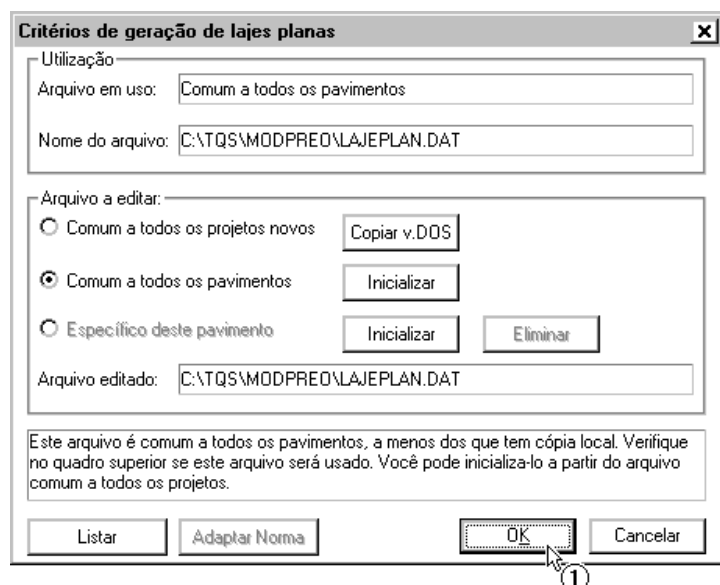 Critérios de geração de lajes planas
Utilização
Arquivo em uso: Comum a todos os pavimentos
Nome do arquivo: C:\TQS\MODPREO\LAJEPLAN.DAT
Arquivo a editar:
Comum a todos os projetos novos Copiar v.DOS
Comum a todos os pavimentos Inicializar
Específico deste pavimento Inicializar Eliminar
Arquivo editado: C:\TQS\MODPREO\LAJEPLAN.DAT
Este arquivo é comum a todos os pavimentos, a menos dos que tem cópia local. Verifique
no quadro superior se este arquivo será usado. Você pode inicializa-lo a partir do arquivo
comum a todos os projetos.
Listar Adaptar Norma OK Cancelar
1